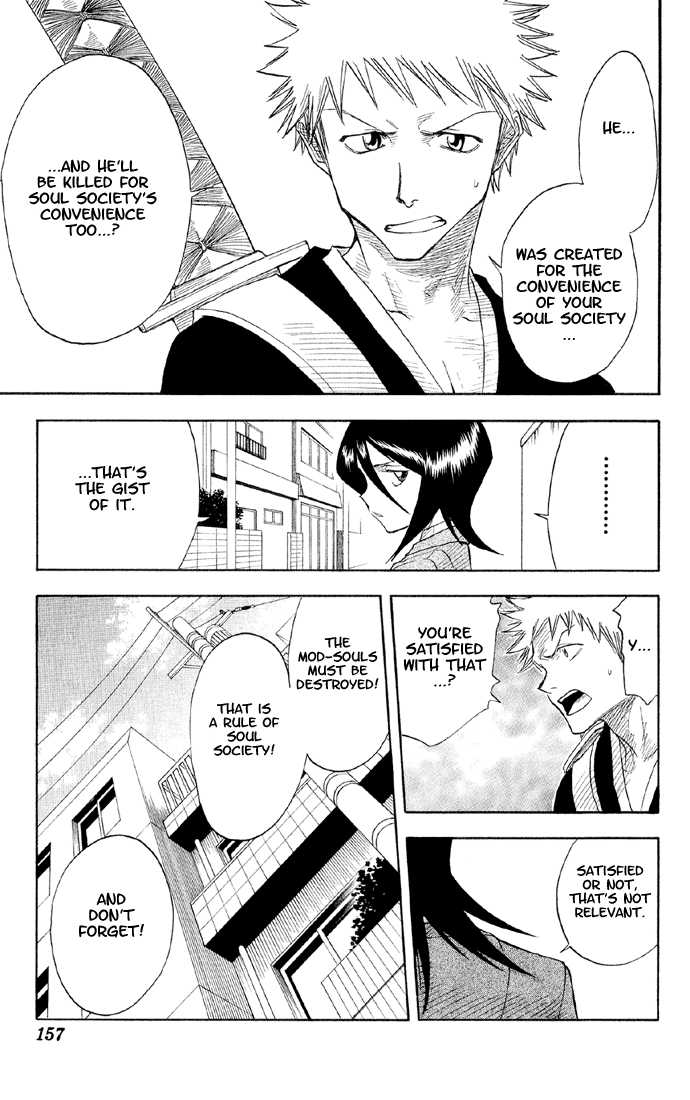 HE...
WAS CREATED
FOR THE
CONVENIENCE
OF YOUR
SOUL SOCIETY
...
...AND HE'LL
BE KILLED FOR
SOUL SOCIETY'S
CONVENIENCE
TOO...?
.........
...THAT'S
THE GIST
OF IT.
Y...
YOU'RE
SATISFIED
WITH THAT
...?
SATISFIED
OR NOT,
THAT'S NOT
RELEVANT.
THE
MOD-SOULS
MUST BE
DESTROYED!
THAT IS
A RULE OF
SOUL
SOCIETY!
AND
DON'T
FORGET!
157